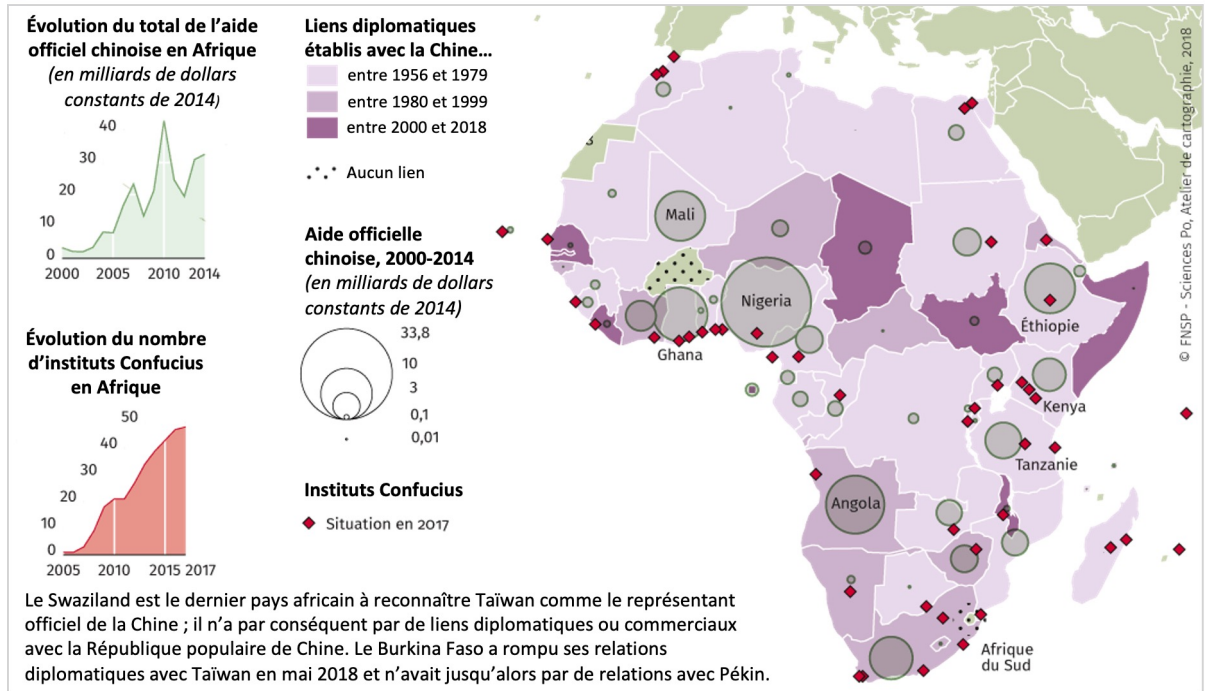 Évolution du total de l’aide
officiel chinoise en Afrique
(en milliards de dollars
constants de 2014)
40
30
20
10
0
2000 2005 2010 2014
Évolution du nombre
d’instituts Confucius
en Afrique
50
40
30
20
10
0
2005 2010 2015 2017
Liens diplomatiques
établis avec la Chine...
entre 1956 et 1979
entre 1980 et 1999
entre 2000 et 2018
Aucun lien
Aide officielle
chinoise, 2000-2014
(en milliards de dollars
constants de 2014)
33,8
10
3
0,1
0,01
Instituts Confucius
Situation en 2017
Mali
Nigeria
Ghana
Éthiopie
Kenya
Tanzanie
Angola
Afrique
du Sud
© FNSP - Sciences Po, Atelier de cartographie, 2018
Le Swaziland est le dernier pays africain à reconnaître Taïwan comme le représentant
officiel de la Chine ; il n’a par conséquent par de liens diplomatiques ou commerciaux
avec la République populaire de Chine. Le Burkina Faso a rompu ses relations
diplomatiques avec Taïwan en mai 2018 et n’avait jusqu’alors par de relations avec Pékin.